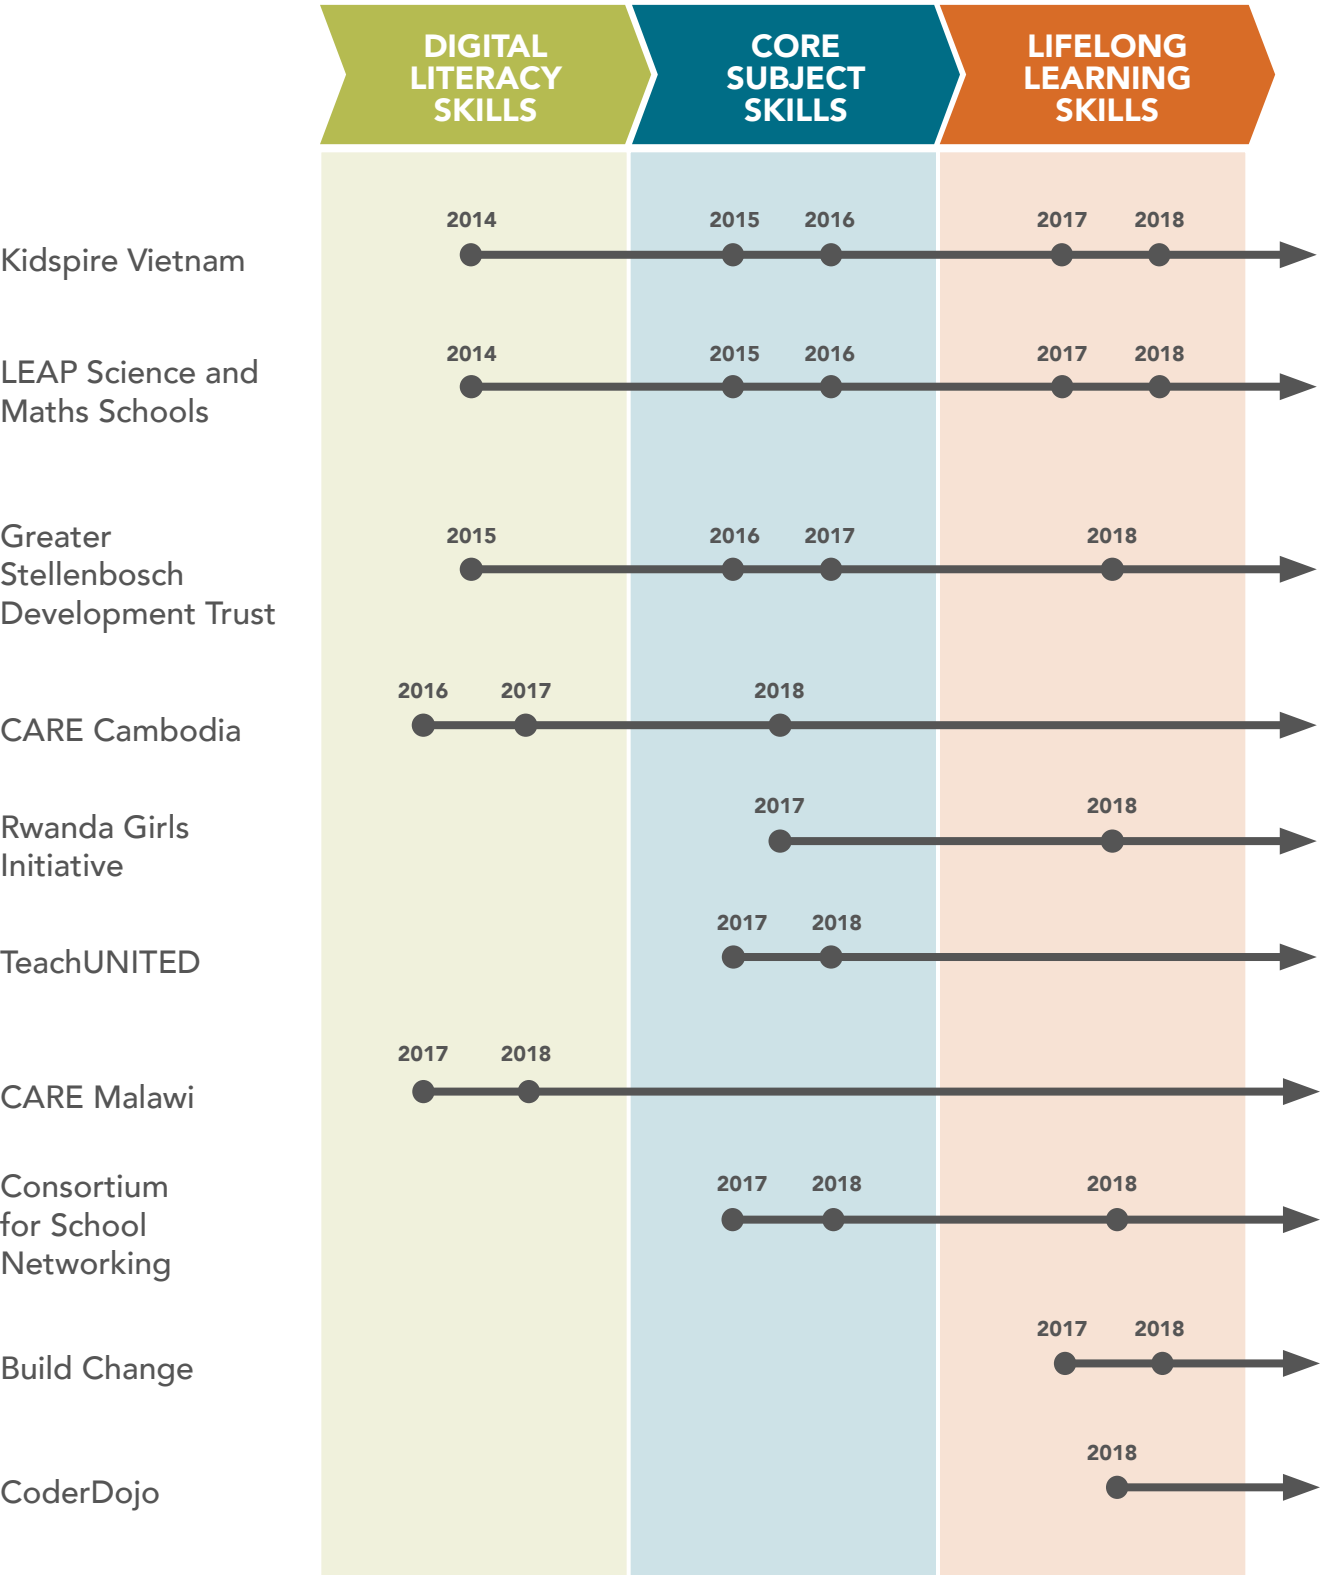 DIGITAL
LITERACY
SKILLS
CORE
SUBJECT
SKILLS
LIFELONG
LEARNING
SKILLS
2014 2015 2016 2017 2018
Kidspire Vietnam
2014 2015 2016 2017 2018
LEAP Science and
Maths Schools
2015 2016 2017 2018
Greater
Stellenbosch
Development Trust
2016 2017 2018
CARE Cambodia
2017 2018
Rwanda Girls
Initiative
2017 2018
TeachUNITED
2017 2018
CARE Malawi
2017 2018 2018
Consortium
for School
Networking
2017 2018
Build Change
2018
CoderDojo